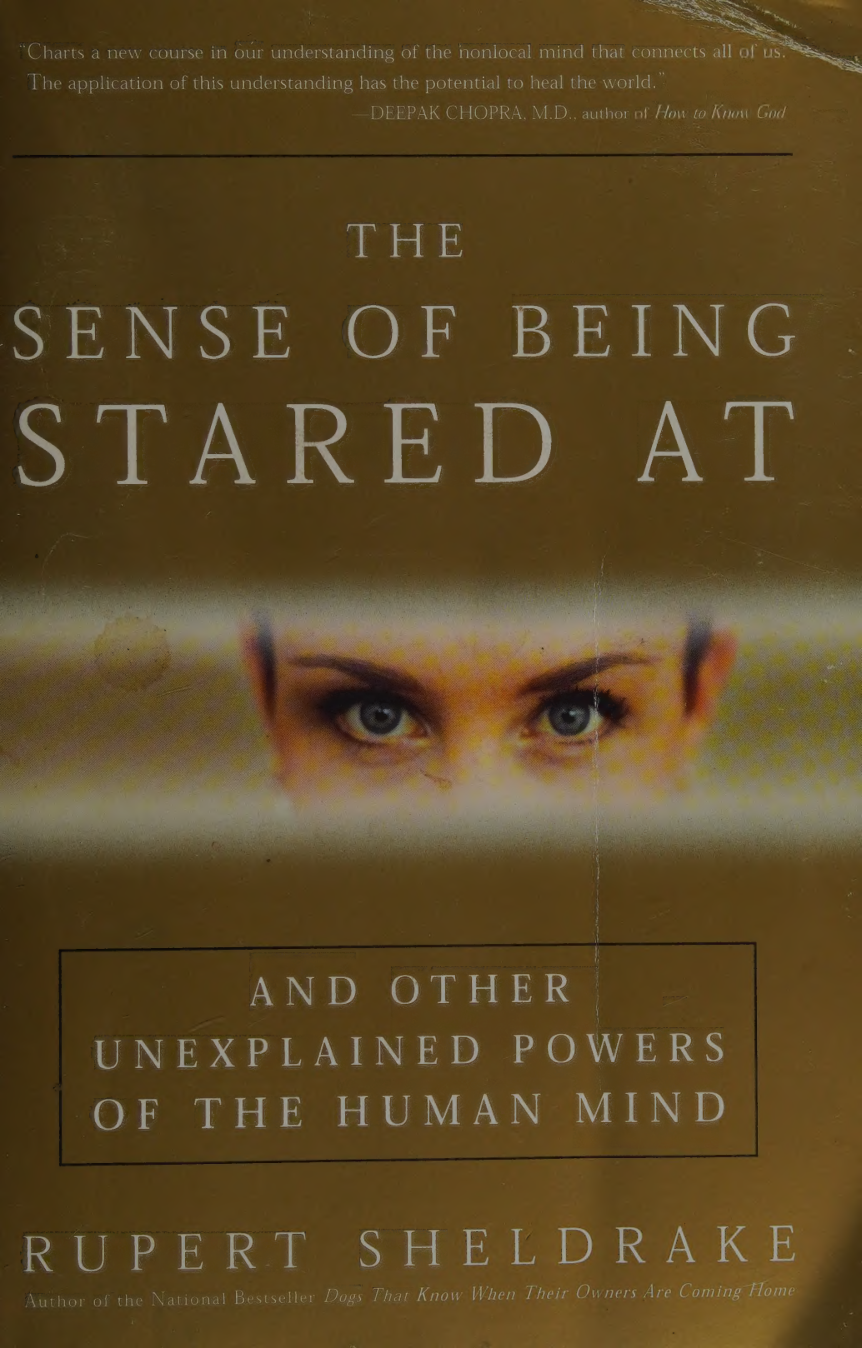 "Charts a new course in our understanding of the nonlocal mind that connects all of us.
The application of this understanding has the potential to heal the world."
—DEEPAK CHOPRA, M.D., author of How to Know God
THE
SENSE OF BEING
STARED AT
AND OTHER
UNEXPLAINED POWERS
OF THE HUMAN MIND
RUPERT SHELDRAKE
Author of the National Bestseller Dogs That Know When Their Owners Are Coming Home